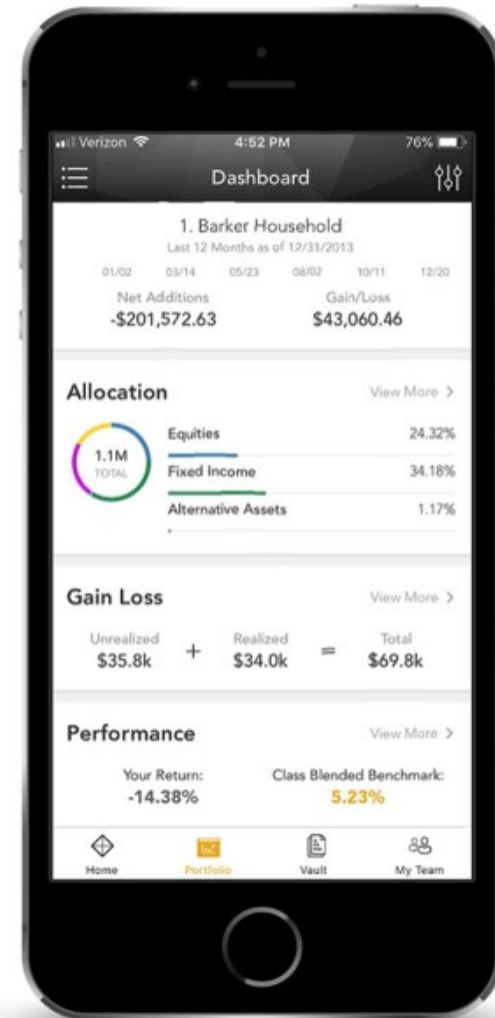 Verizon 4:52 PM 76%
Dashboard
1. Barker Household
Last 12 Months as of 12/31/2013
01/02 03/14 05/23 08/02 10/11 12/20
Net Additions Gain/Loss
-$201,572.63 $43,060.46
Allocation View More >
1.1M
TOTAL
Equities 24.32%
Fixed Income 34.18%
Alternative Assets 1.17%
Gain Loss View More >
Unrealized Realized Total
$35.8k + $34.0k = $69.8k
Performance View More >
Your Return: Class Blended Benchmark:
-14.38% 5.23%
Home Portfolio Vault My Team